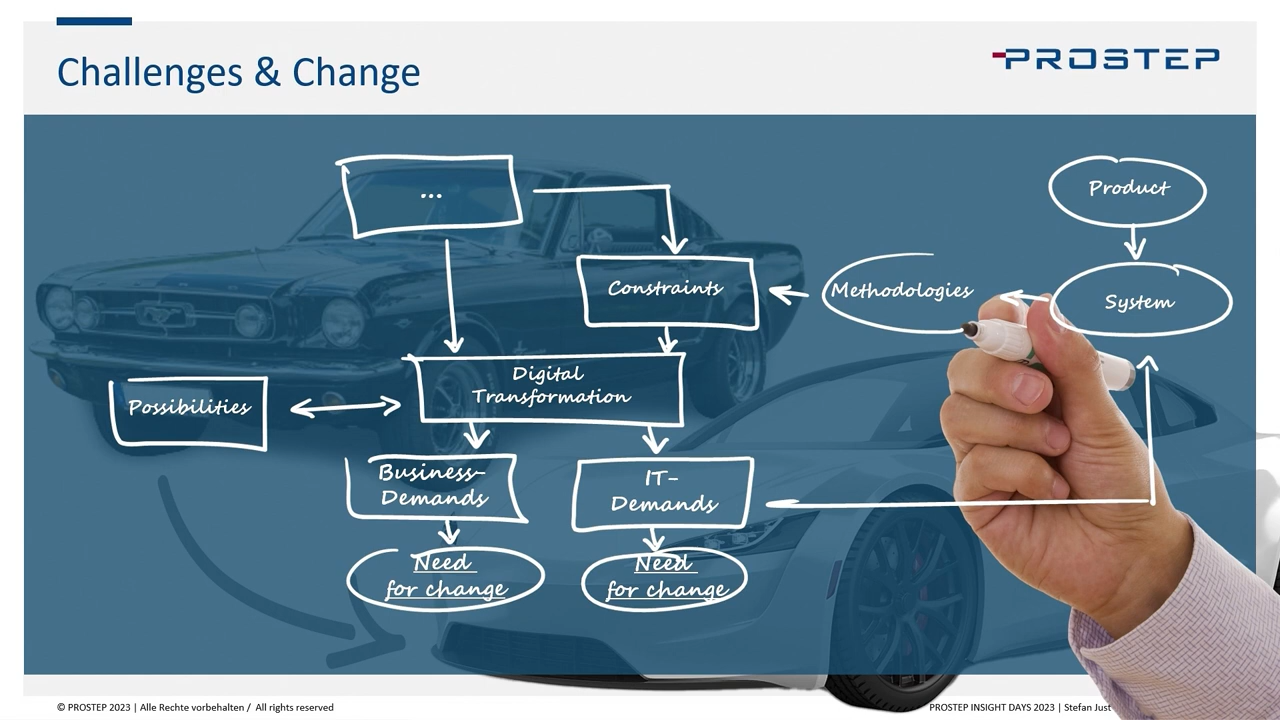 Challenges & Change
PROSTEP
...
Product
Constraints
Methodologies
System
Digital
Transformation
Possibilities
Business-
Demands
IT-
Demands
Need
for change
Need
for change
© PROSTEP 2023 | Alle Rechte vorbehalten / All rights reserved
PROSTEP INSIGHT DAYS 2023 | Stefan Just